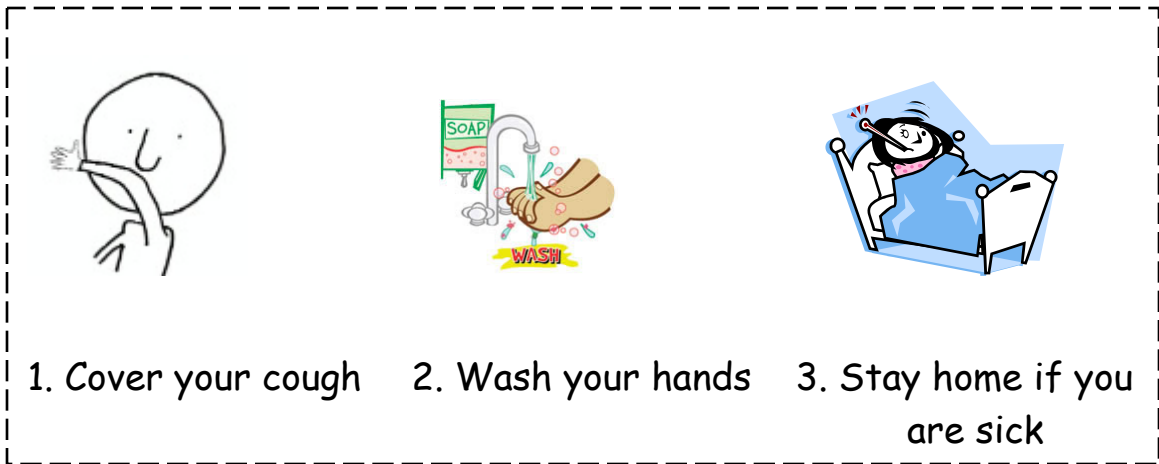 SOAP
WASH
1. Cover your cough
2. Wash your hands
3. Stay home if you
are sick